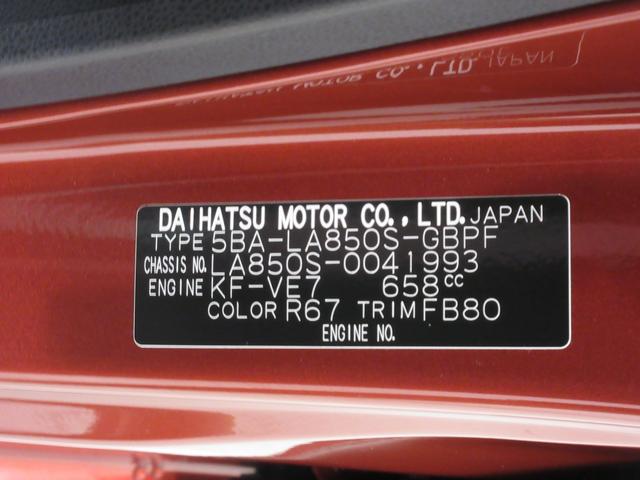 DAIHATSU MOTOR CO.,LTD. JAPAN
TYPE 5BA-LA850S-GBPF
CHASSIS NO. LA850S-0041993
ENGINE KF-VE7 658cc
COLOR R67 TRIM FB80
ENGINE NO.